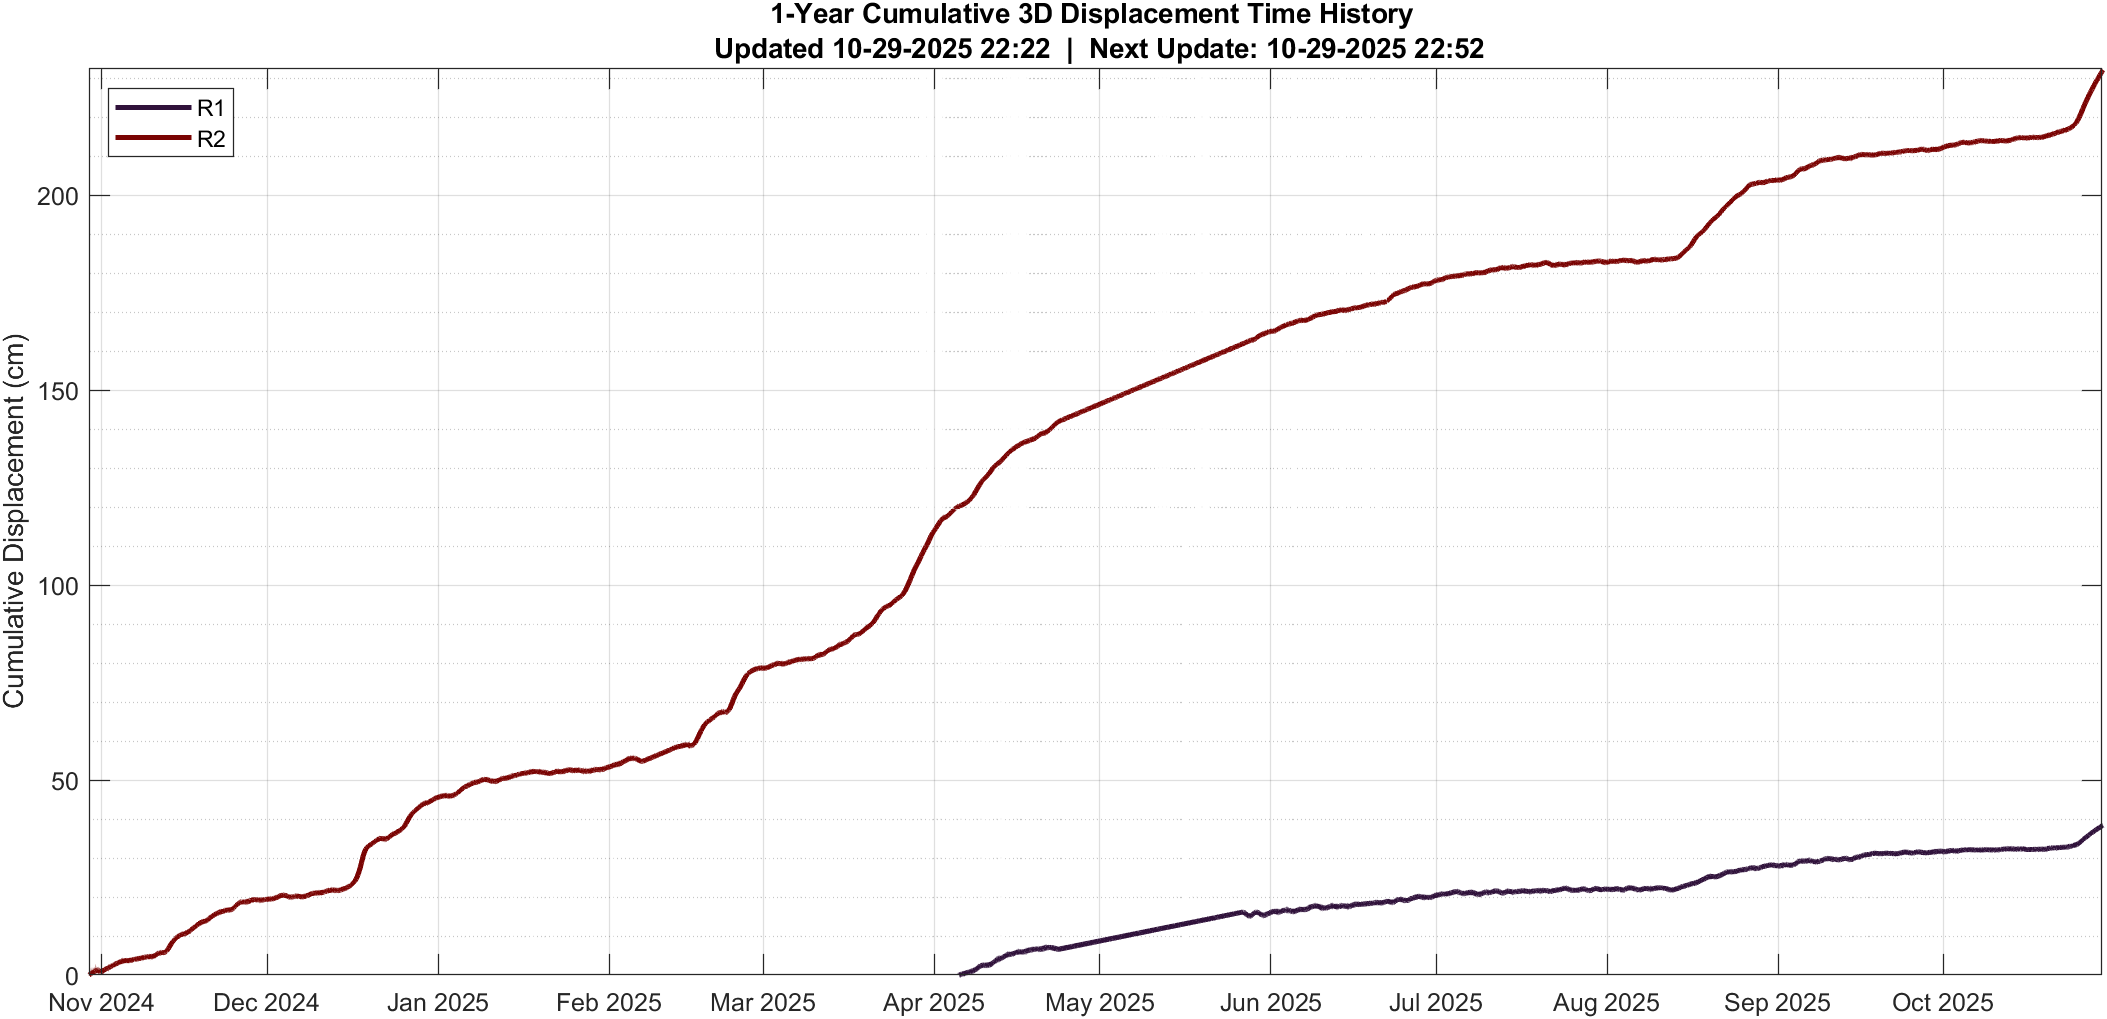 1-Year Cumulative 3D Displacement Time History
Updated 10-29-2025 22:22 | Next Update: 10-29-2025 22:52
R1
R2
Cumulative Displacement (cm)
200
150
100
50
0
Nov 2024 Dec 2024 Jan 2025 Feb 2025 Mar 2025 Apr 2025 May 2025 Jun 2025 Jul 2025 Aug 2025 Sep 2025 Oct 2025